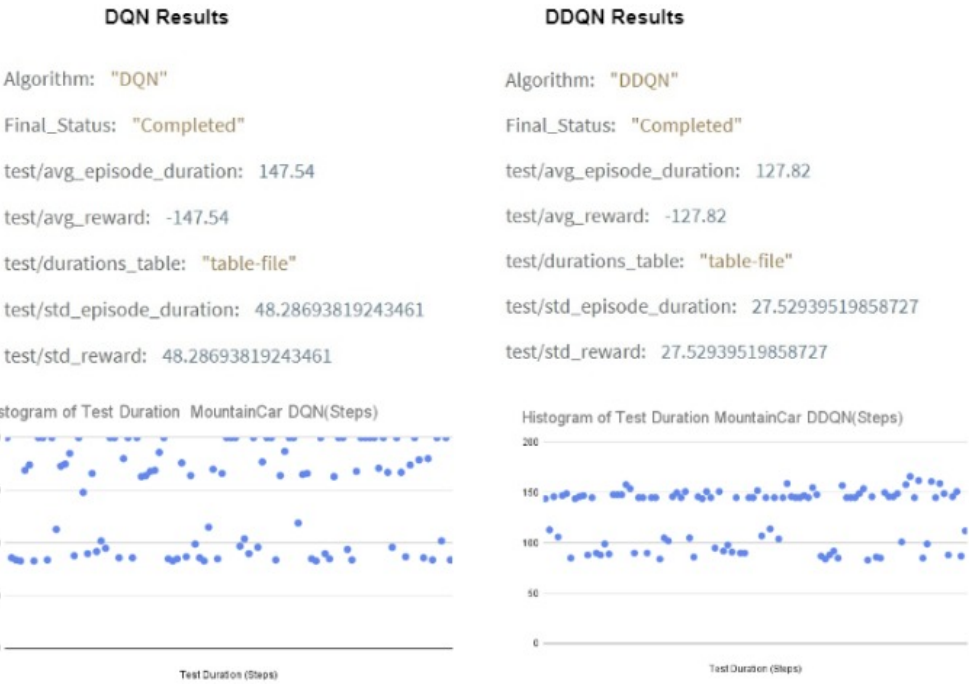 DQN Results
Algorithm: "DQN"
Final_Status: "Completed"
test/avg_episode_duration: 147.54
test/avg_reward: -147.54
test/durations_table: "table-file"
test/std_episode_duration: 48.28693819243461
test/std_reward: 48.28693819243461
stogram of Test Duration MountainCar DQN(Steps)
Test Duration (Steps)
DDQN Results
Algorithm: "DDQN"
Final_Status: "Completed"
test/avg_episode_duration: 127.82
test/avg_reward: -127.82
test/durations_table: "table-file"
test/std_episode_duration: 27.52939519858727
test/std_reward: 27.52939519858727
Histogram of Test Duration MountainCar DDQN(Steps)
200
150
100
50
0
Test Duration (Steps)